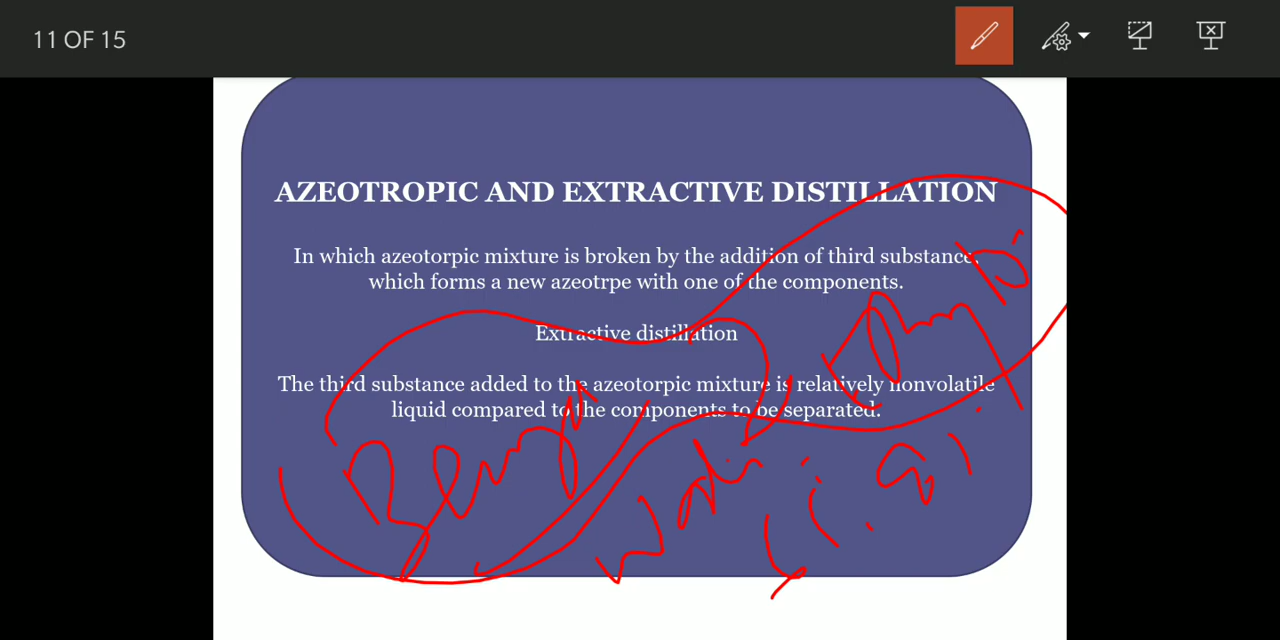 11 OF 15
AZEOTROPIC AND EXTRACTIVE DISTILLATION
In which azeotorpic mixture is broken by the addition of third substance,
which forms a new azeotrpe with one of the components.
Extractive distillation
The third substance added to the azeotorpic mixture is relatively nonvolatile
liquid compared to the components to be separated.